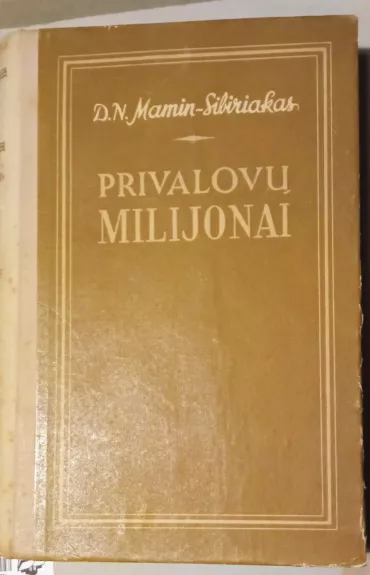 D. N. Mamin-Sibiriakas
PRIVALOVŲ
MILIJONAI